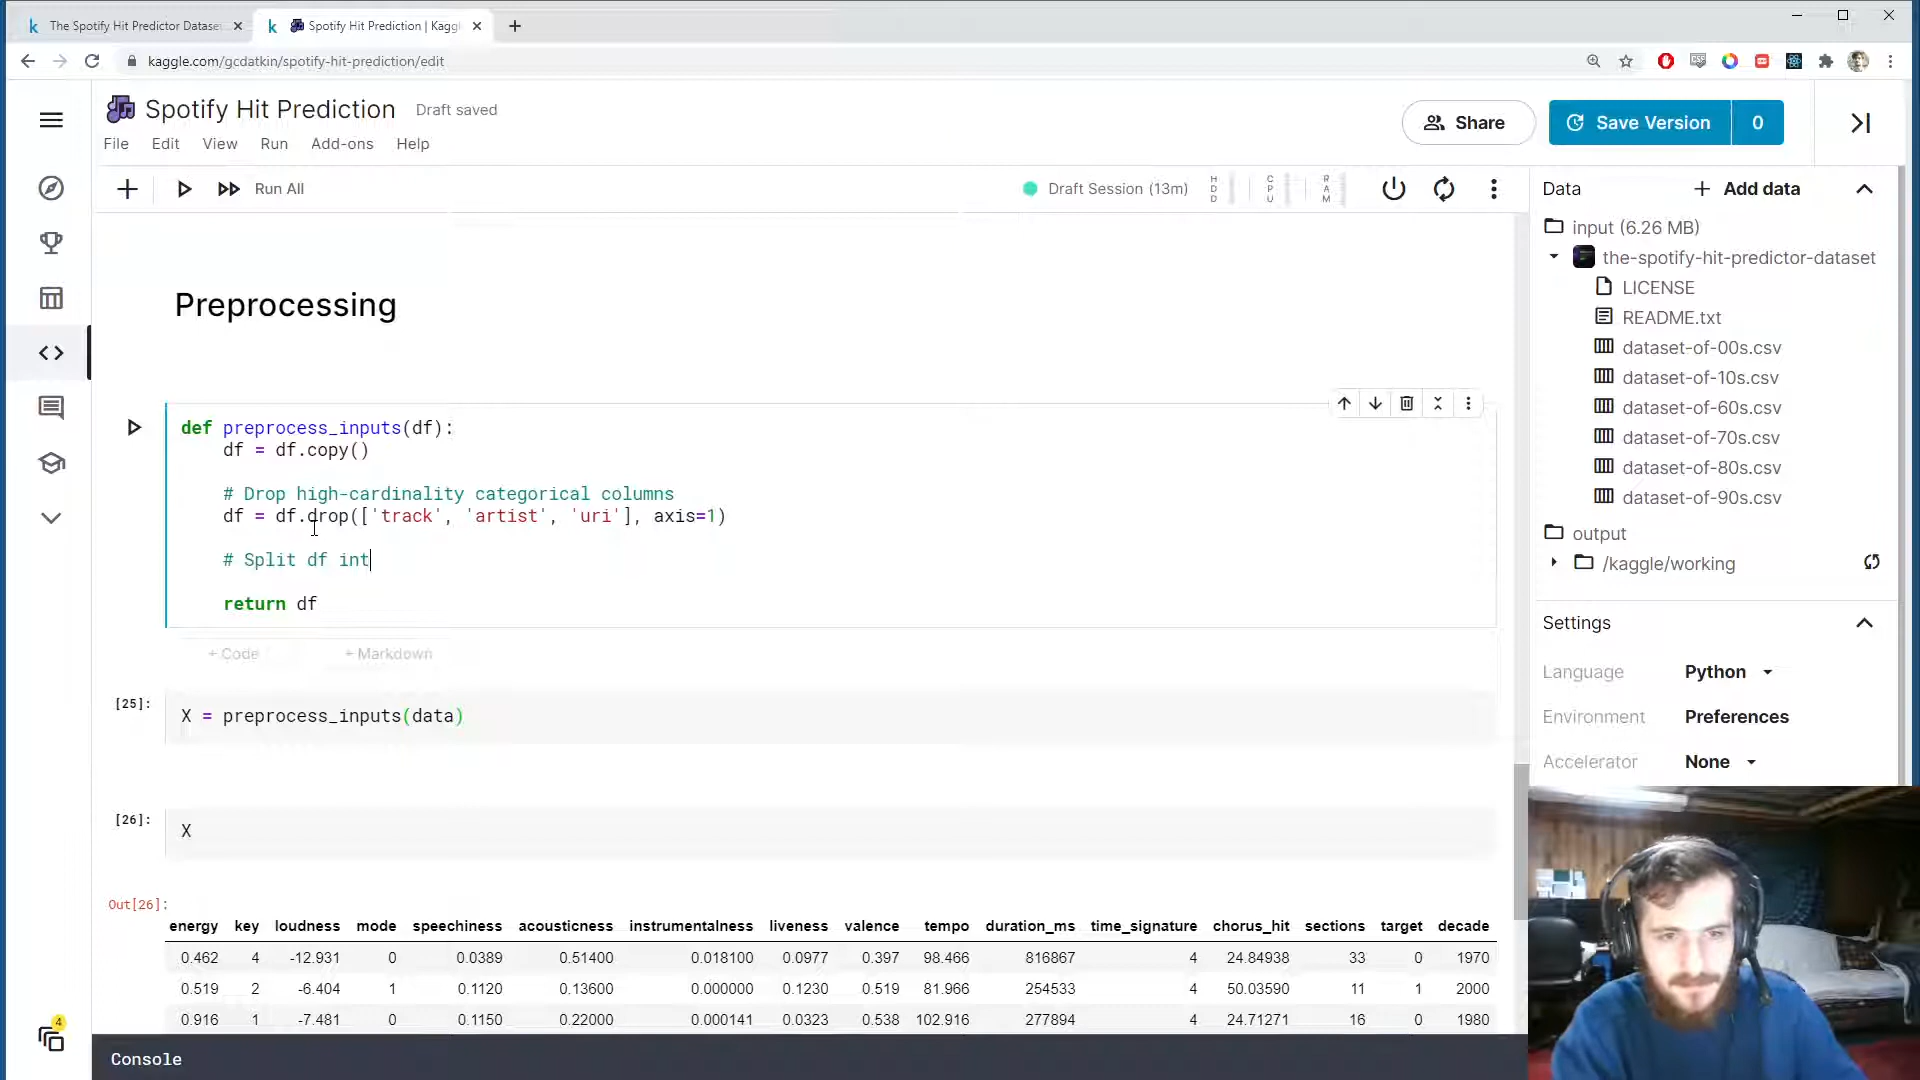 The Spotify Hit Predictor Datase
Spotify Hit Prediction | Kaggl
kaggle.com/gcdatkin/spotify-hit-prediction/edit
Spotify Hit Prediction
Draft saved
Share
Save Version
0
File
Edit
View
Run
Add-ons
Help
Run All
Draft Session (13m)
HDD
CPU
RAM
Data
Add data
input (6.26 MB)
the-spotify-hit-predictor-dataset
LICENSE
README.txt
dataset-of-00s.csv
dataset-of-10s.csv
dataset-of-60s.csv
dataset-of-70s.csv
dataset-of-80s.csv
dataset-of-90s.csv
output
/kaggle/working
Settings
Language Python
Environment Preferences
Accelerator None
Preprocessing
def preprocess_inputs(df):
df = df.copy()
# Drop high-cardinality categorical columns
df = df.drop(['track', 'artist', 'uri'], axis=1)
# Split df int
return df
+ Code
+ Markdown
[25]:
X = preprocess_inputs(data)
[26]:
X
Out[26]:
energy key loudness mode speechiness acousticness instrumentalness liveness valence tempo duration_ms time_signature chorus_hit sections target decade
0.462 4 -12.931 0 0.0389 0.51400 0.018100 0.0977 0.397 98.466 816867 4 24.84938 33 0 1970
0.519 2 -6.404 1 0.1120 0.13600 0.000000 0.1230 0.519 81.966 254533 4 50.03590 11 1 2000
0.916 1 -7.481 0 0.1150 0.22000 0.000141 0.0323 0.538 102.916 277894 4 24.71271 16 0 1980
4
Console